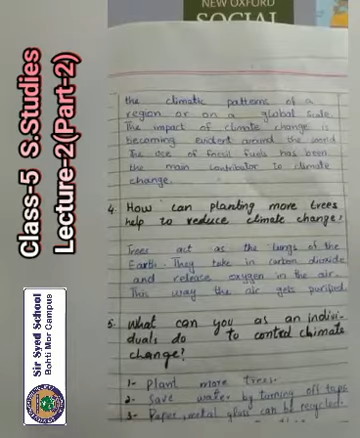 NEW OXFORD
SOCIAL
Class-5 S.Studies
Lecture-2(Part-2)
Sir Syed School
Bohti Mor Campus
the climatic patterns of a
region or on a global scale
The impact of climate change is
becoming evident around the world
The use of fossil fuels has been
the main contributor to climate
change.
4. How can planting more trees
help to reduce climate change?
Trees act as the lungs of the
Earth. They take in carbon dioxide
and release oxygen in the air.
This way the air gets purified
5. What can you as an indivi-
duals do to control climate
change?
1- Plant more trees.
2- Save water by turning off taps
3- Paper, metal glass can be recycled.